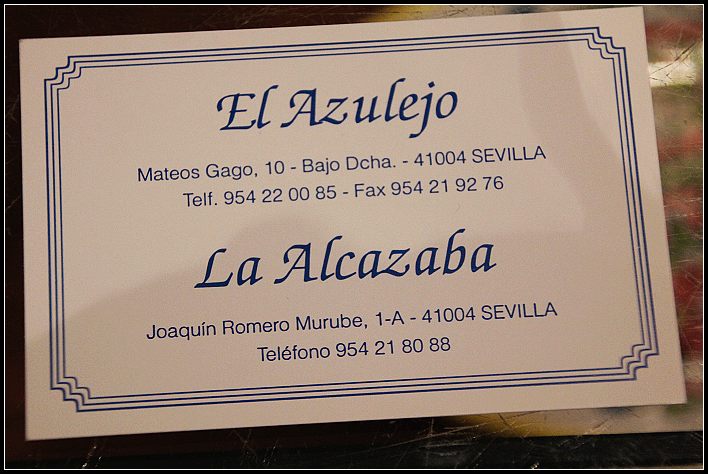 El Azulejo
Mateos Gago, 10 - Bajo Dcha. - 41004 SEVILLA
Telf. 954 22 00 85 - Fax 954 21 92 76
La Alcazaba
Joaquín Romero Murube, 1-A - 41004 SEVILLA
Teléfono 954 21 80 88